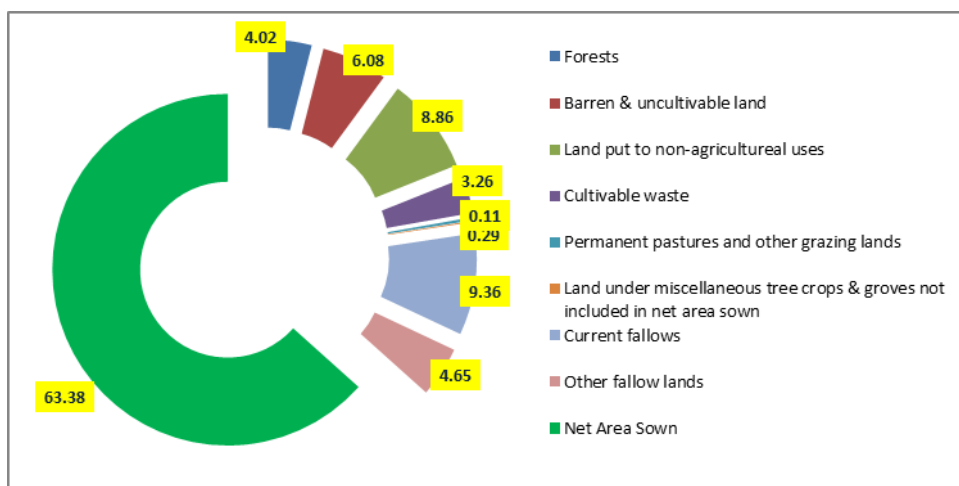 4.02
6.08
8.86
3.26
0.11
0.29
9.36
4.65
63.38
Forests
Barren & uncultivable land
Land put to non-agricultureal uses
Cultivable waste
Permanent pastures and other grazing lands
Land under miscellaneous tree crops & groves not
included in net area sown
Current fallows
Other fallow lands
Net Area Sown